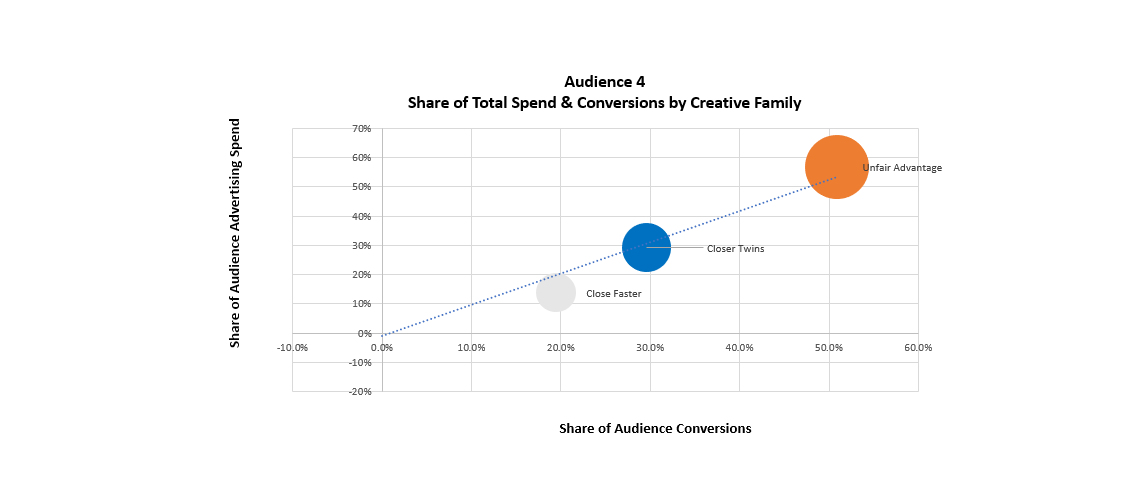 Audience 4
Share of Total Spend & Conversions by Creative Family
Share of Audience Advertising Spend
70%
60%
50%
40%
30%
20%
10%
0%
-10%
-20%
Unfair Advantage
Closer Twins
Close Faster
-10.0%
0.0%
10.0%
20.0%
30.0%
40.0%
50.0%
60.0%
Share of Audience Conversions